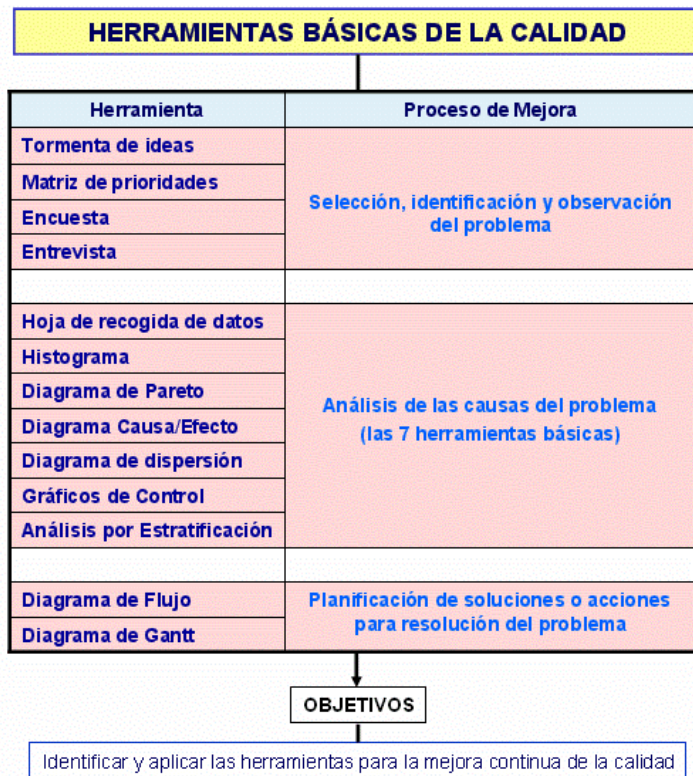 HERRAMIENTAS BÁSICAS DE LA CALIDAD
Herramienta
Proceso de Mejora
Tormenta de ideas
Matriz de prioridades
Encuesta
Entrevista
Selección, identificación y observación
del problema
Hoja de recogida de datos
Histograma
Diagrama de Pareto
Diagrama Causa/Efecto
Diagrama de dispersión
Gráficos de Control
Análisis por Estratificación
Análisis de las causas del problema
(las 7 herramientas básicas)
Diagrama de Flujo
Diagrama de Gantt
Planificación de soluciones o acciones
para resolución del problema
OBJETIVOS
Identificar y aplicar las herramientas para la mejora continua de la calidad